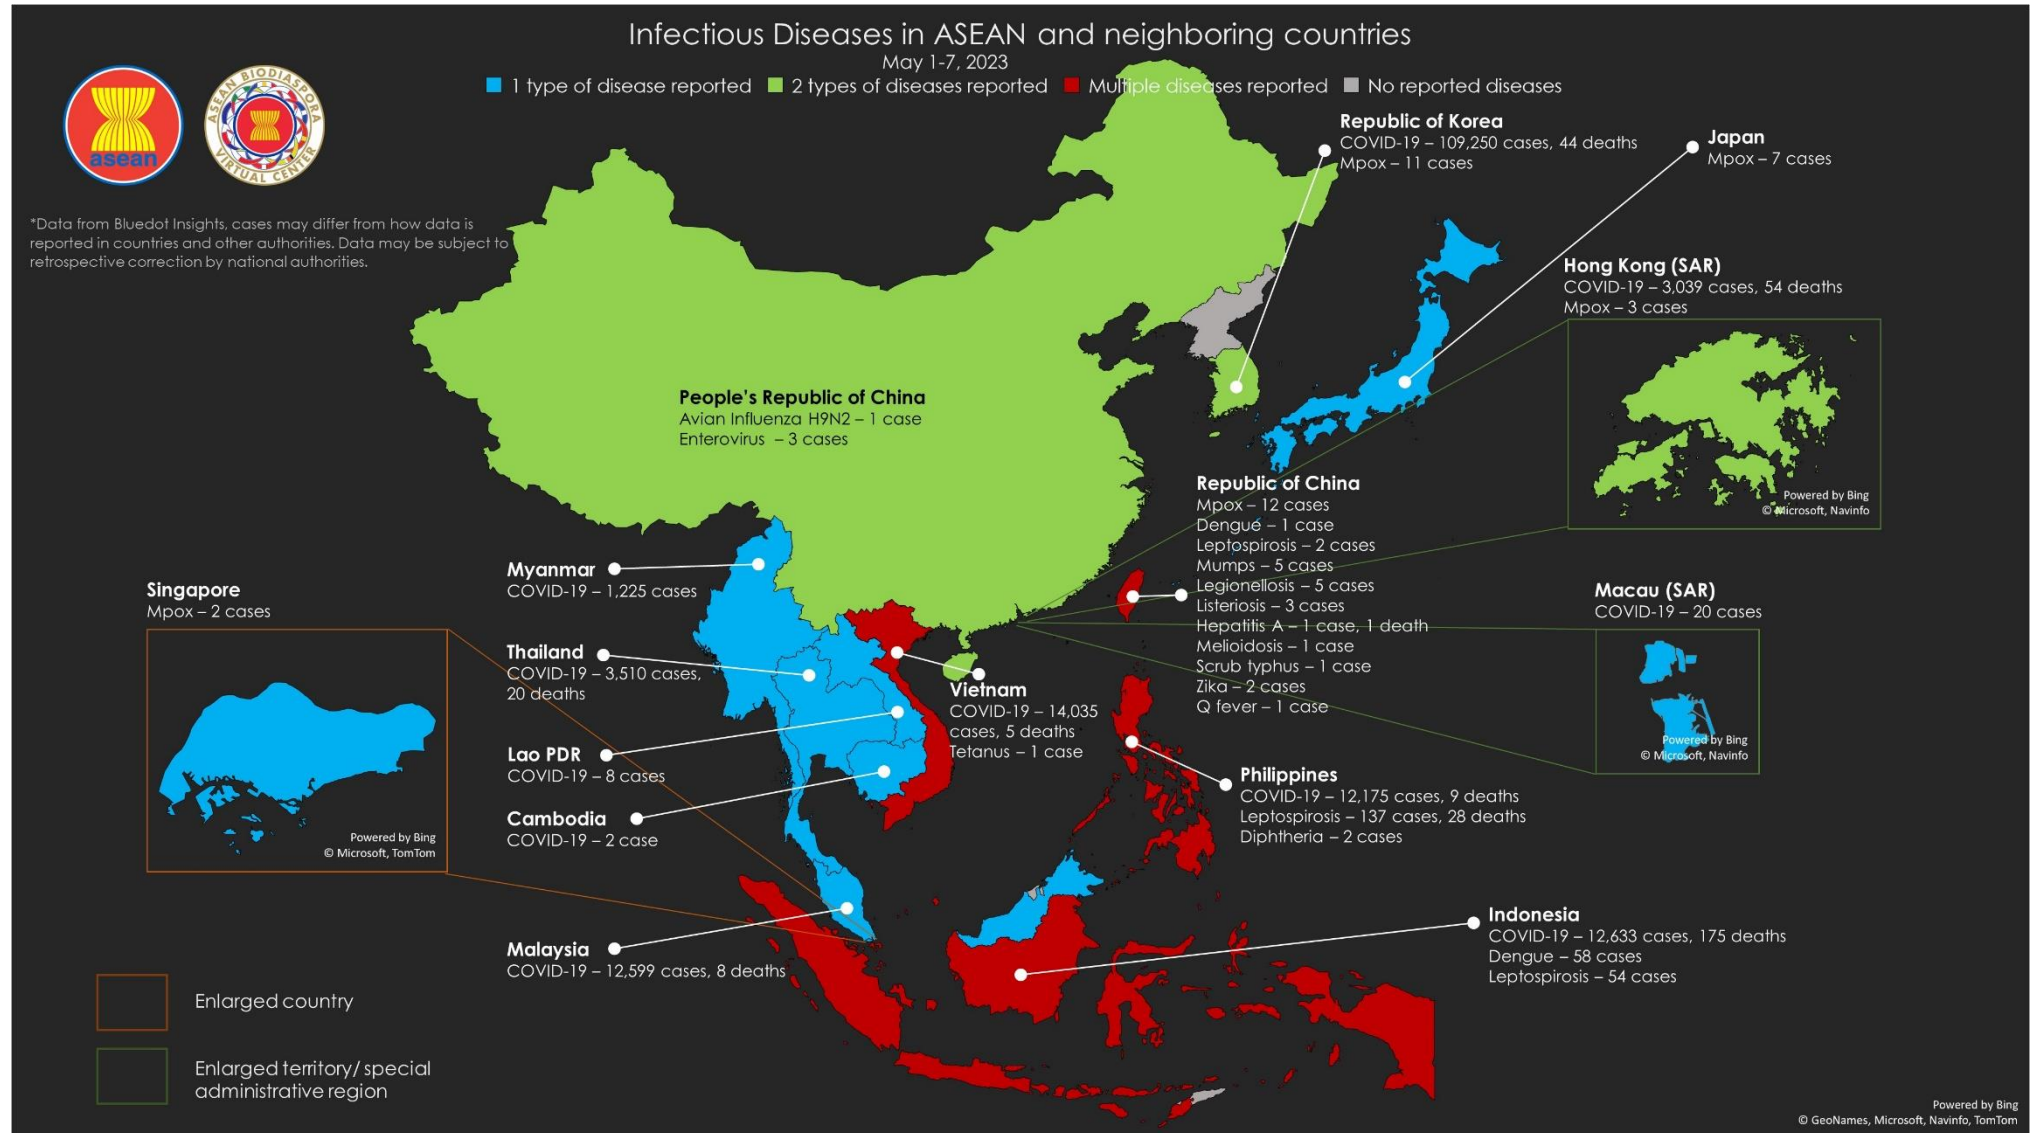 Infectious Diseases in ASEAN and neighboring countries
May 1-7, 2023
1 type of disease reported
2 types of diseases reported
Multiple diseases reported
No reported diseases
asean
ASEAN BIODIASPORA
VIRTUAL CENTER
*Data from Bluedot Insights, cases may differ from how data is
reported in countries and other authorities. Data may be subject to
retrospective correction by national authorities.
Republic of Korea
COVID-19 – 109,250 cases, 44 deaths
Mpox – 11 cases
Japan
Mpox – 7 cases
Hong Kong (SAR)
COVID-19 – 3,039 cases, 54 deaths
Mpox – 3 cases
Powered by Bing
© Microsoft, Navinfo
People's Republic of China
Avian Influenza H9N2 – 1 case
Enterovirus – 3 cases
Republic of China
Mpox – 12 cases
Dengue – 1 case
Leptospirosis – 2 cases
Mumps – 5 cases
Legionellosis – 5 cases
Listeriosis – 3 cases
Hepatitis A – 1 case, 1 death
Melioidosis – 1 case
Scrub typhus – 1 case
Zika – 2 cases
Q fever – 1 case
Macau (SAR)
COVID-19 – 20 cases
Powered by Bing
© Microsoft, Navinfo
Singapore
Mpox – 2 cases
Powered by Bing
© Microsoft, TomTom
Myanmar
COVID-19 – 1,225 cases
Thailand
COVID-19 – 3,510 cases,
20 deaths
Lao PDR
COVID-19 – 8 cases
Cambodia
COVID-19 – 2 case
Malaysia
COVID-19 – 12,599 cases, 8 deaths
Vietnam
COVID-19 – 14,035
cases, 5 deaths
Tetanus – 1 case
Philippines
COVID-19 – 12,175 cases, 9 deaths
Leptospirosis – 137 cases, 28 deaths
Diphtheria – 2 cases
Indonesia
COVID-19 – 12,633 cases, 175 deaths
Dengue – 58 cases
Leptospirosis – 54 cases
Enlarged country
Enlarged territory/ special
administrative region
Powered by Bing
© GeoNames, Microsoft, Navinfo, TomTom